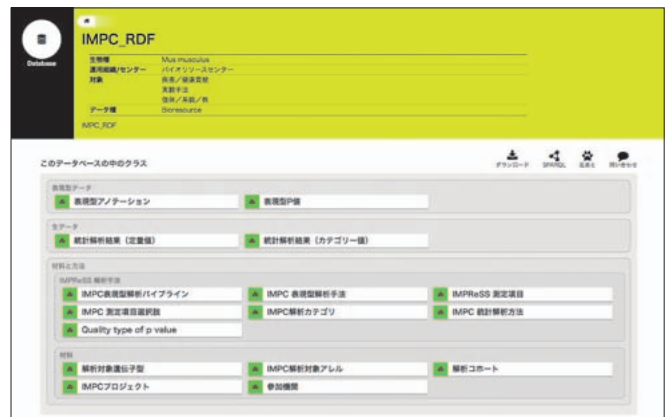 IMPC_RDF
Database
生物種 Mus musculus
運用組織/センター バイオリソースセンター
対象 疾患/健康貢献
実験手法
個体/系統/株
データ種 Bioresource
IMPC_RDF
このデータベースの中のクラス
ダウンロード SPARQL 問い合わせ
表現型データ
表現型アノテーション 表現型P値
生データ
統計解析結果(定量値) 統計解析結果(カテゴリー値)
材料と方法
IMPReSS 解析手法
IMPC表現型解析パイプライン IMPC 表現型解析手法 IMPReSS 測定項目
IMPC 測定項目選択肢 IMPC解析カテゴリ IMPC 統計解析方法
Quality type of p value
材料
解析対象遺伝子型 IMPC解析対象アレル 解析コホート
IMPCプロジェクト 参加機関